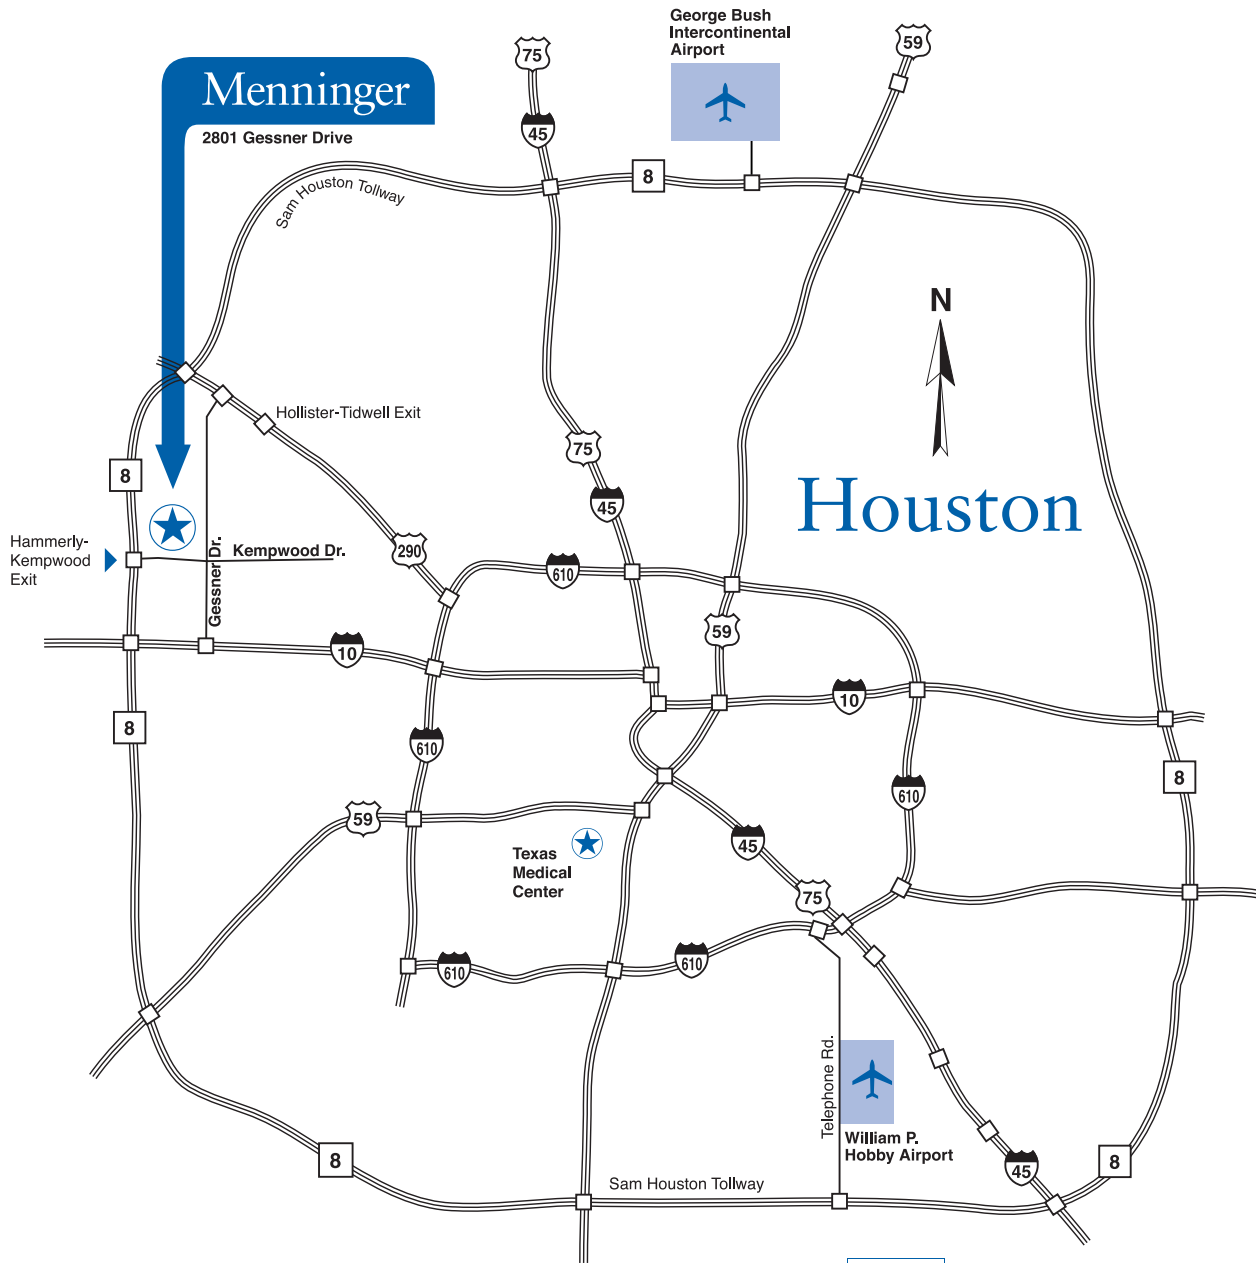 George Bush
Intercontinental
Airport
75
59
Menninger
2801 Gessner Drive
45
8
Sam Houston Tollway
N
Hollister-Tidwell Exit
75
8
45
Houston
Hammerly-
Kempwood
Exit
Kempwood Dr.
Gessner Dr.
290
610
59
10
10
8
610
8
610
59
45
Texas
Medical
Center
75
610
610
Telephone Rd.
William P.
Hobby Airport
8
45
8
Sam Houston Tollway